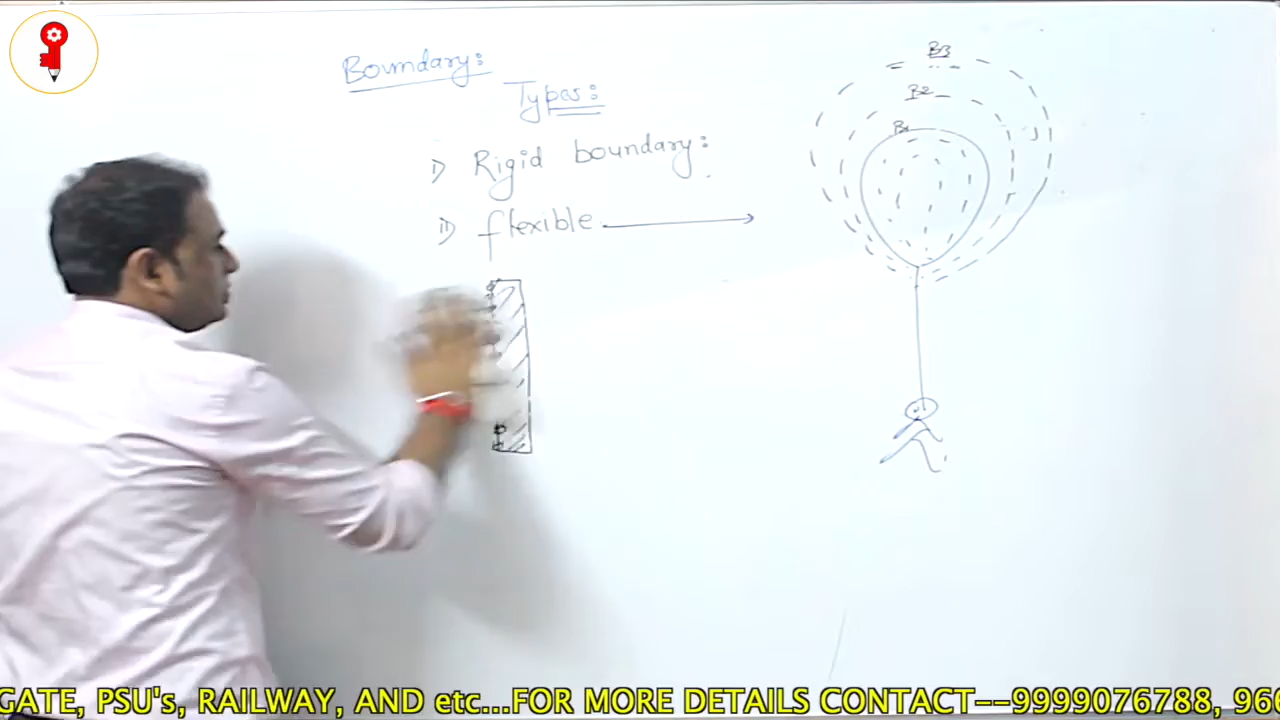 Boundary:
Types:
i) Rigid boundary:
ii) flexible
B3
B2
B1
GATE, PSU's, RAILWAY, AND etc...FOR MORE DETAILS CONTACT--9999076788, 960